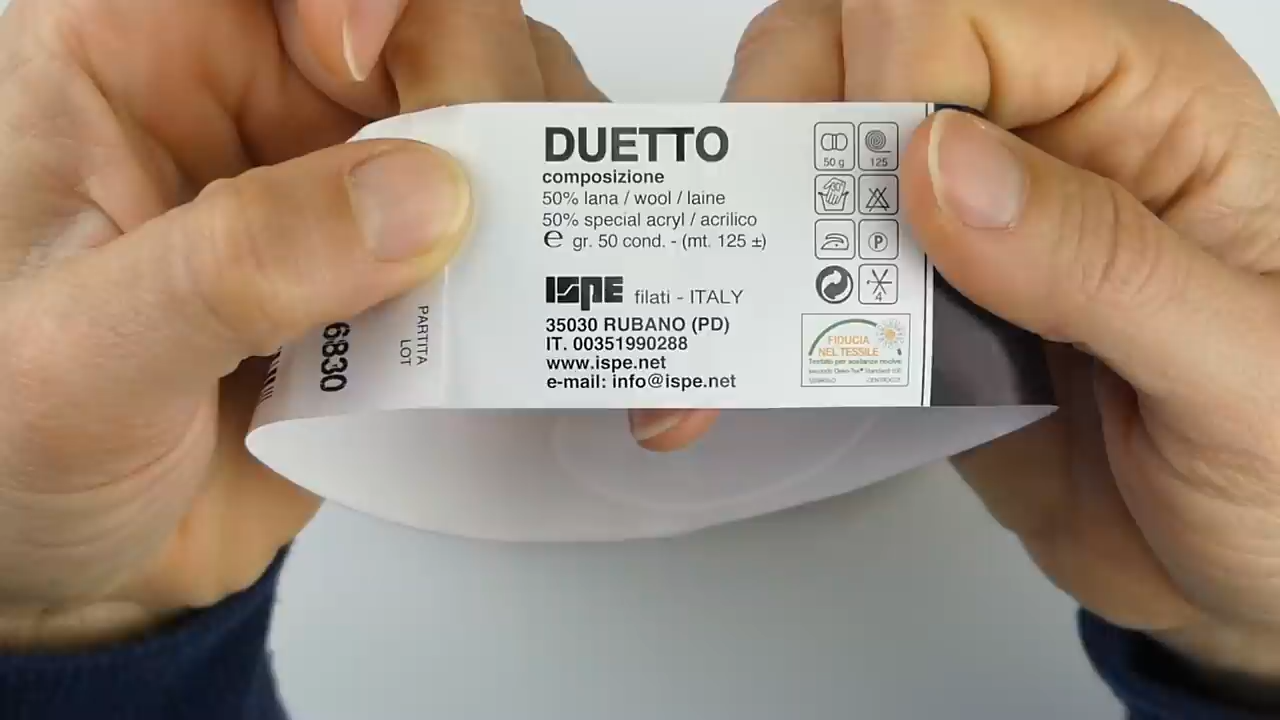 DUETTO
composizione
50% lana / wool / laine
50% special acryl / acrilico
℮ gr. 50 cond. - (mt. 125 ±)
ISPE filati - ITALY
35030 RUBANO (PD)
IT. 00351990288
www.ispe.net
e-mail: info@ispe.net
50 g
125
30°
P
4
FIDUCIA
NEL TESSILE
PARTITA
LOT
6830